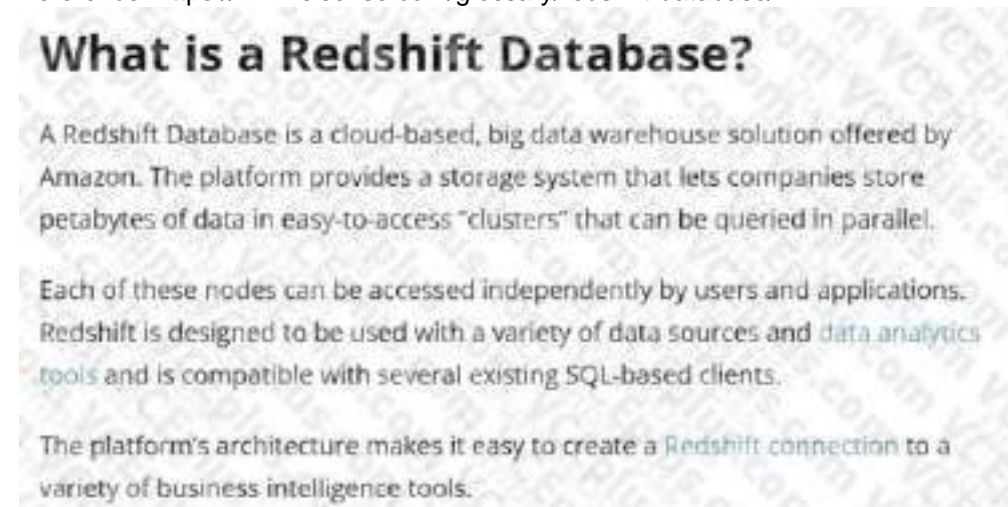 What is a Redshift Database?
A Redshift Database is a cloud-based, big data warehouse solution offered by
Amazon. The platform provides a storage system that lets companies store
petabytes of data in easy-to-access "clusters" that can be queried in parallel.
Each of these nodes can be accessed independently by users and applications.
Redshift is designed to be used with a variety of data sources and data analytics
tools and is compatible with several existing SQL-based clients.
The platform's architecture makes it easy to create a Redshift connection to a
variety of business intelligence tools.